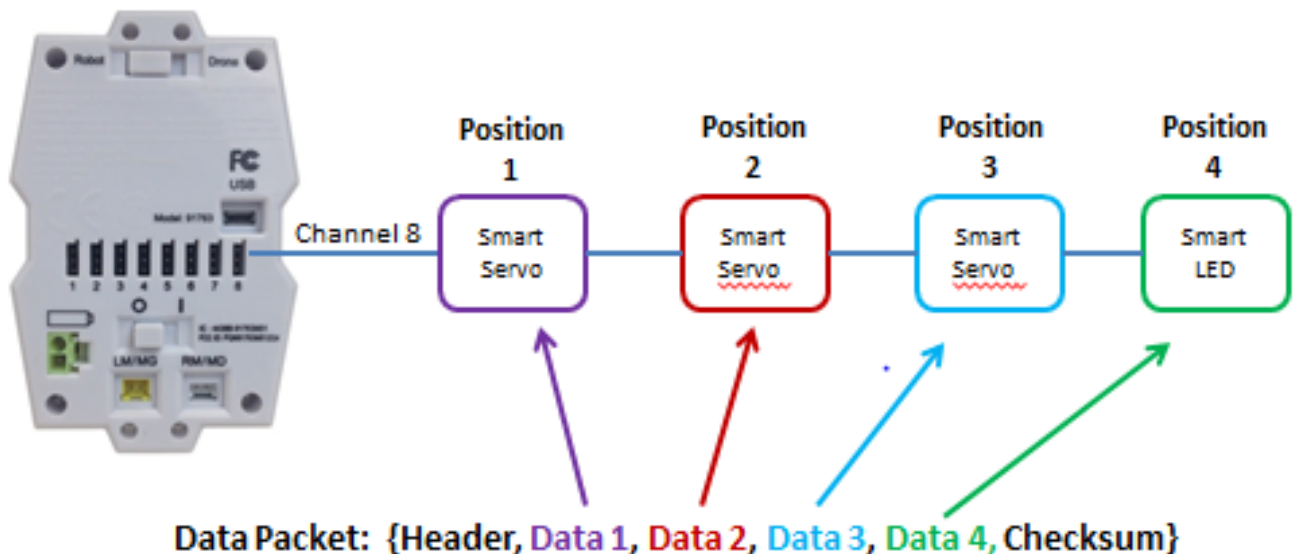 Robot
Drone
FC
USB
Model: 91763
Channel 8
1 2 3 4 5 6 7 8
O I
LM/MG RM/MD
Position
1
Position
2
Position
3
Position
4
Smart
Servo
Smart
Servo
Smart
Servo
Smart
LED
Data Packet: {Header, Data 1, Data 2, Data 3, Data 4, Checksum}